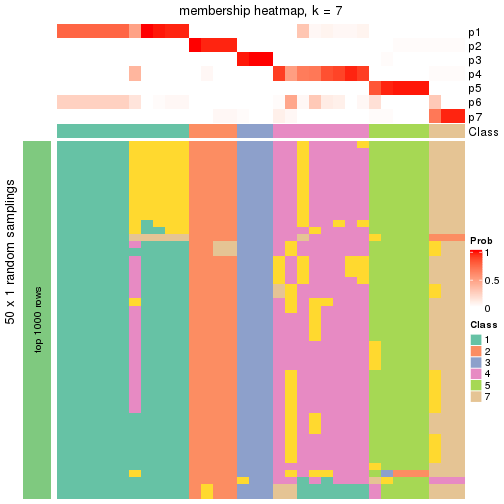 membership heatmap, k = 7
p1
p2
p3
p4
p5
p6
p7
Class
50 x 1 random samplings
top 1000 rows
Prob
1
0.5
0
Class
1
2
3
4
5
7